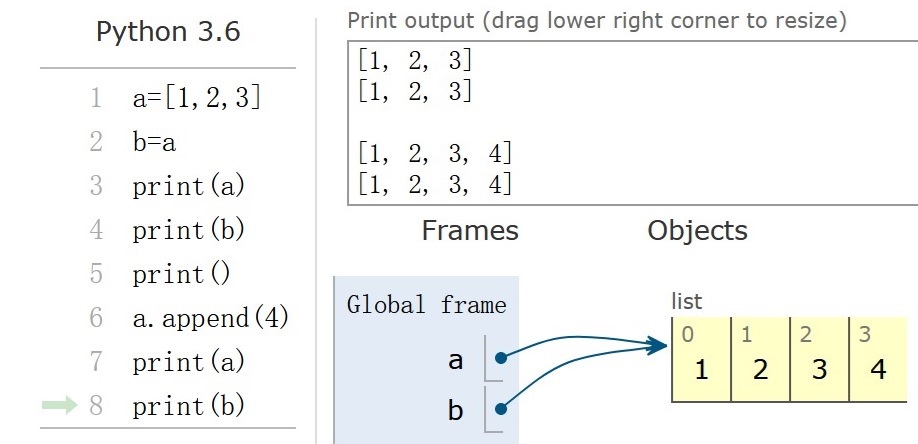 Python 3.6
1 a=[1,2,3]
2 b=a
3 print(a)
4 print(b)
5 print()
6 a.append(4)
7 print(a)
8 print(b)
Print output (drag lower right corner to resize)
[1, 2, 3]
[1, 2, 3]
[1, 2, 3, 4]
[1, 2, 3, 4]
Frames Objects
Global frame
a
b
list
0 1 2 3
1 2 3 4